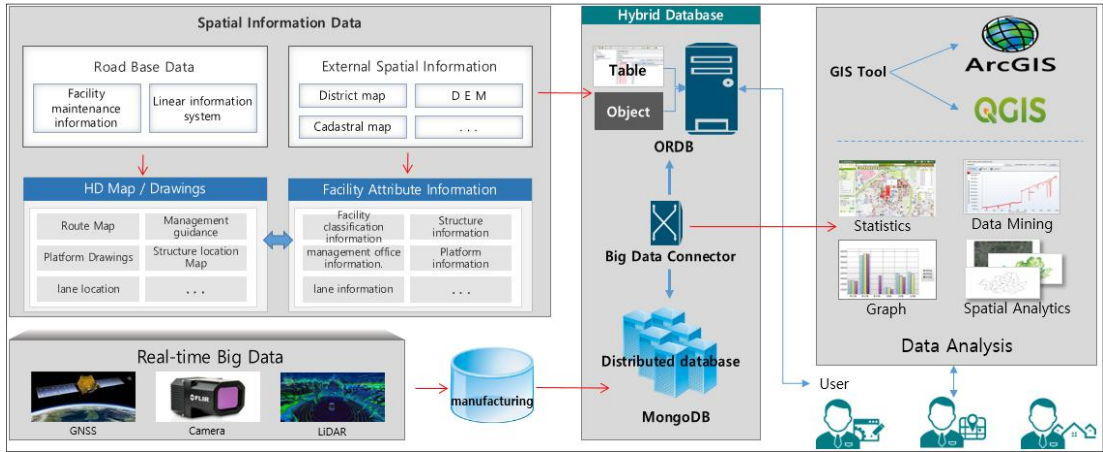 Spatial Information Data
Road Base Data
Facility
maintenance
information
Linear information
system
External Spatial Information
District map
D E M
Cadastral map
. . .
HD Map / Drawings
Route Map
Management
guidance
Platform Drawings
Structure location
Map
lane location
. . .
Facility Attribute Information
Facility
classification
information
Structure
information
management office
information.
Platform
information
lane information
. . .
Real-time Big Data
FLIR
GNSS
Camera
LiDAR
manufacturing
Hybrid Database
Table
Object
ORDB
Big Data Connector
Distributed database
MongoDB
GIS Tool
ArcGIS
QGIS
Statistics
Data Mining
Graph
Spatial Analytics
Data Analysis
User